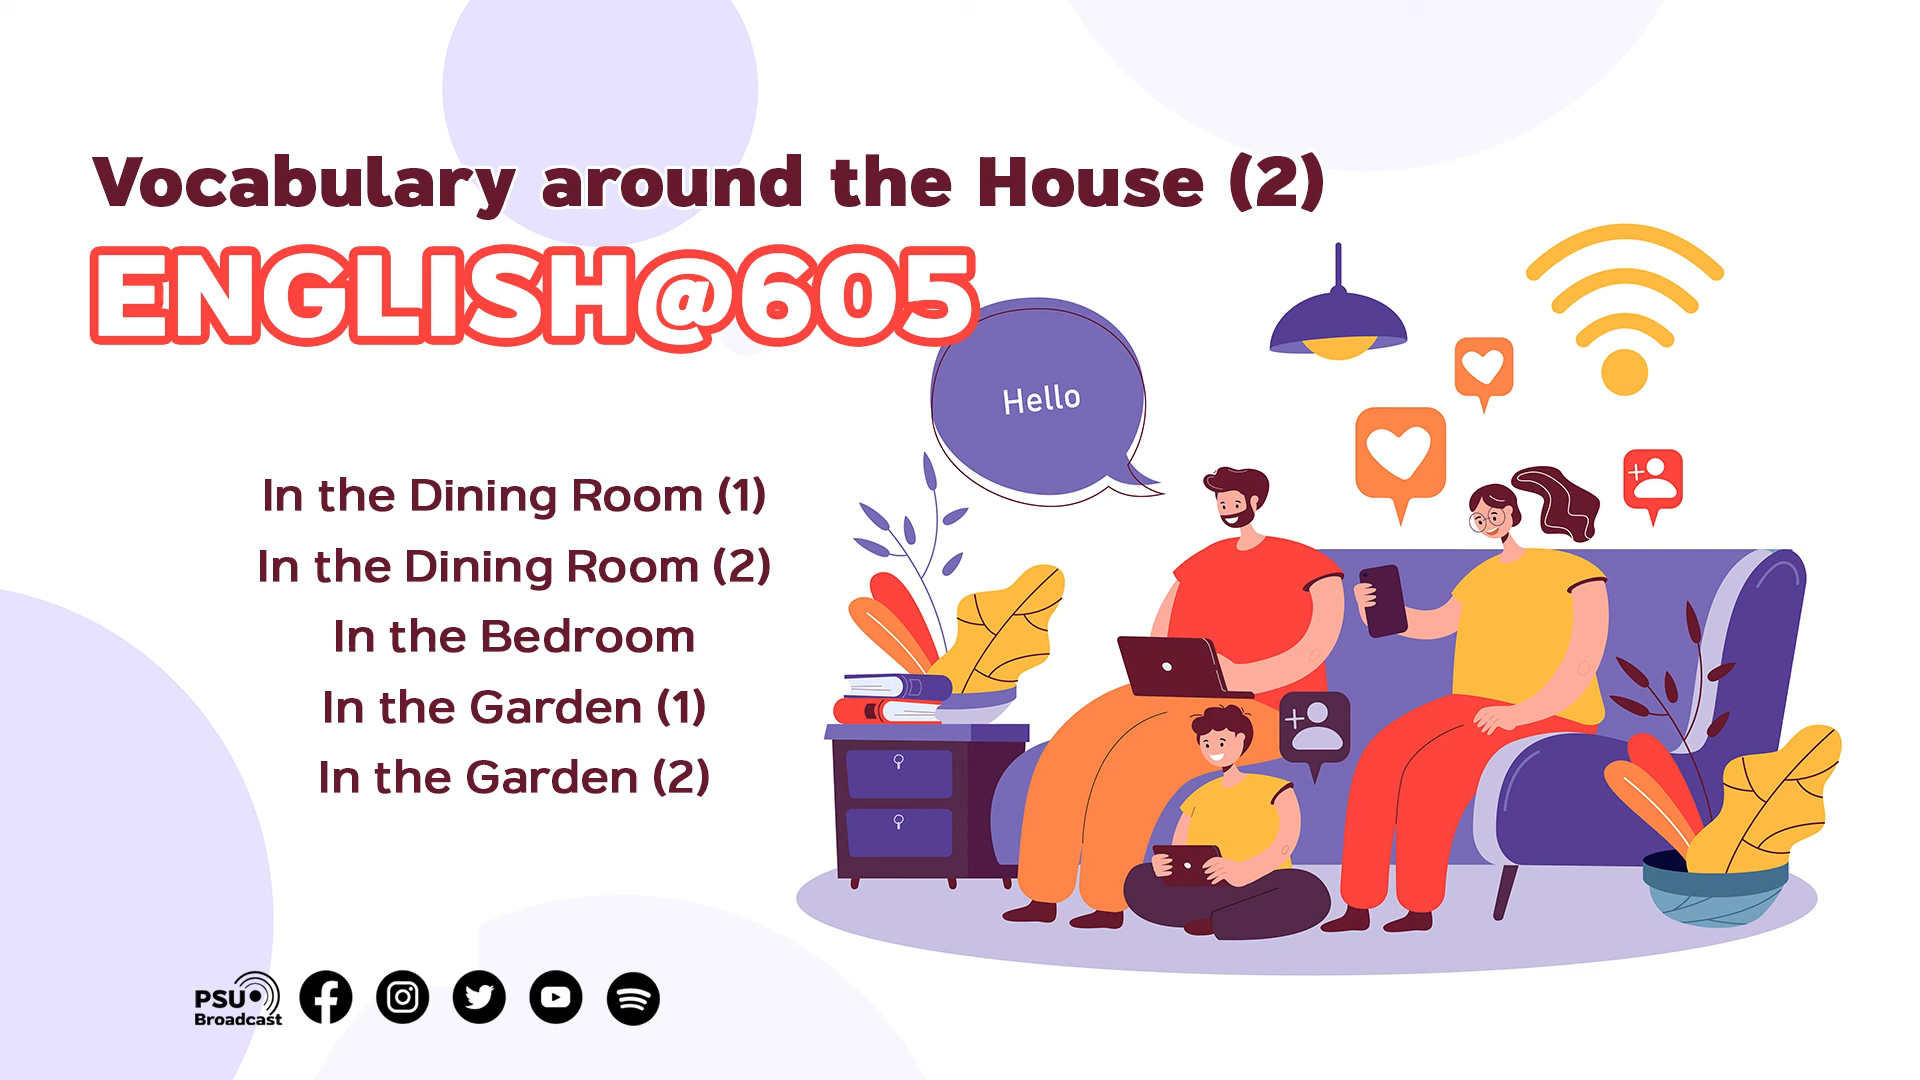 Vocabulary around the House (2)
ENGLISH@605
Hello
In the Dining Room (1)
In the Dining Room (2)
In the Bedroom
In the Garden (1)
In the Garden (2)
PSU
Broadcast